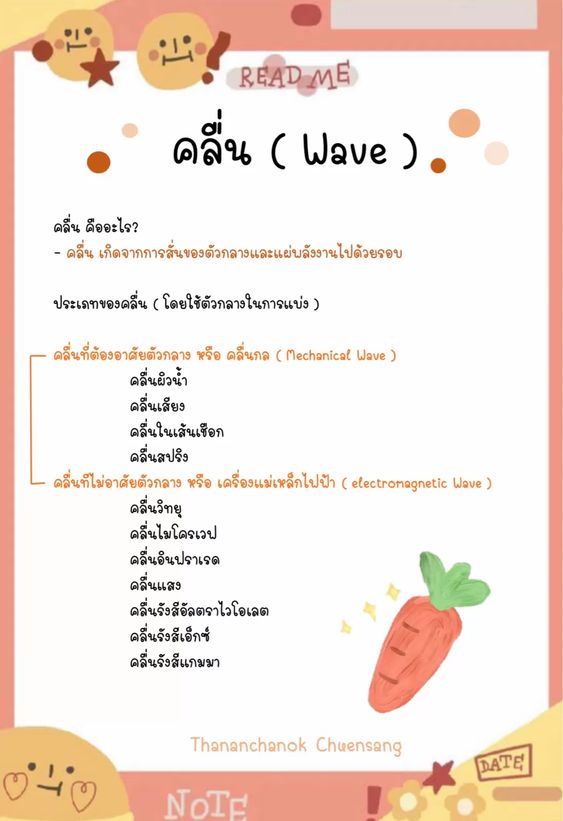 READ ME
คลื่น ( Wave )
คลื่น คืออะไร?
- คลื่น เกิดจากการสั่นของตัวกลางและแผ่พลังงานไปด้วยรอบ
ประเภทของคลื่น ( โดยใช้ตัวกลางในการแบ่ง )
คลื่นที่ต้องอาศัยตัวกลาง หรือ คลื่นกล ( Mechanical Wave )
คลื่นผิวน้ำ
คลื่นเสียง
คลื่นในเส้นเชือก
คลื่นสปริง
คลื่นที่ไม่อาศัยตัวกลาง หรือ เครื่องแม่เหล็กไฟฟ้า ( electromagnetic Wave )
คลื่นวิทยุ
คลื่นไมโครเวป
คลื่นอินปราเรด
คลื่นแสง
คลื่นรังสีอัลตราไวโอเลต
คลื่นรังสีเอ็กซ์
คลื่นรังสีแกมมา
Thananchanok Chuensang
DATE
NOTE